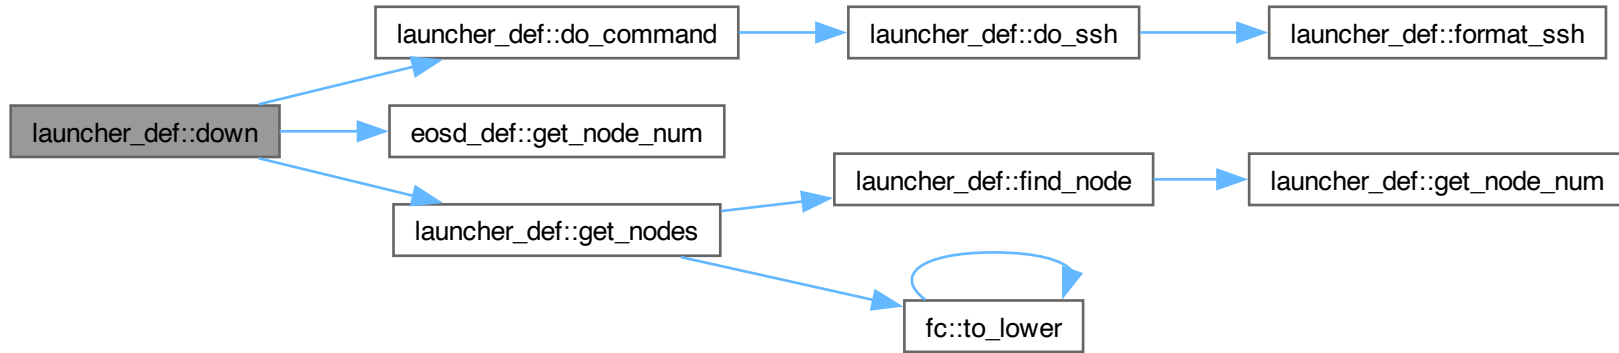 launcher_def::down
launcher_def::do_command
launcher_def::do_ssh
launcher_def::format_ssh
eosd_def::get_node_num
launcher_def::get_nodes
launcher_def::find_node
launcher_def::get_node_num
fc::to_lower